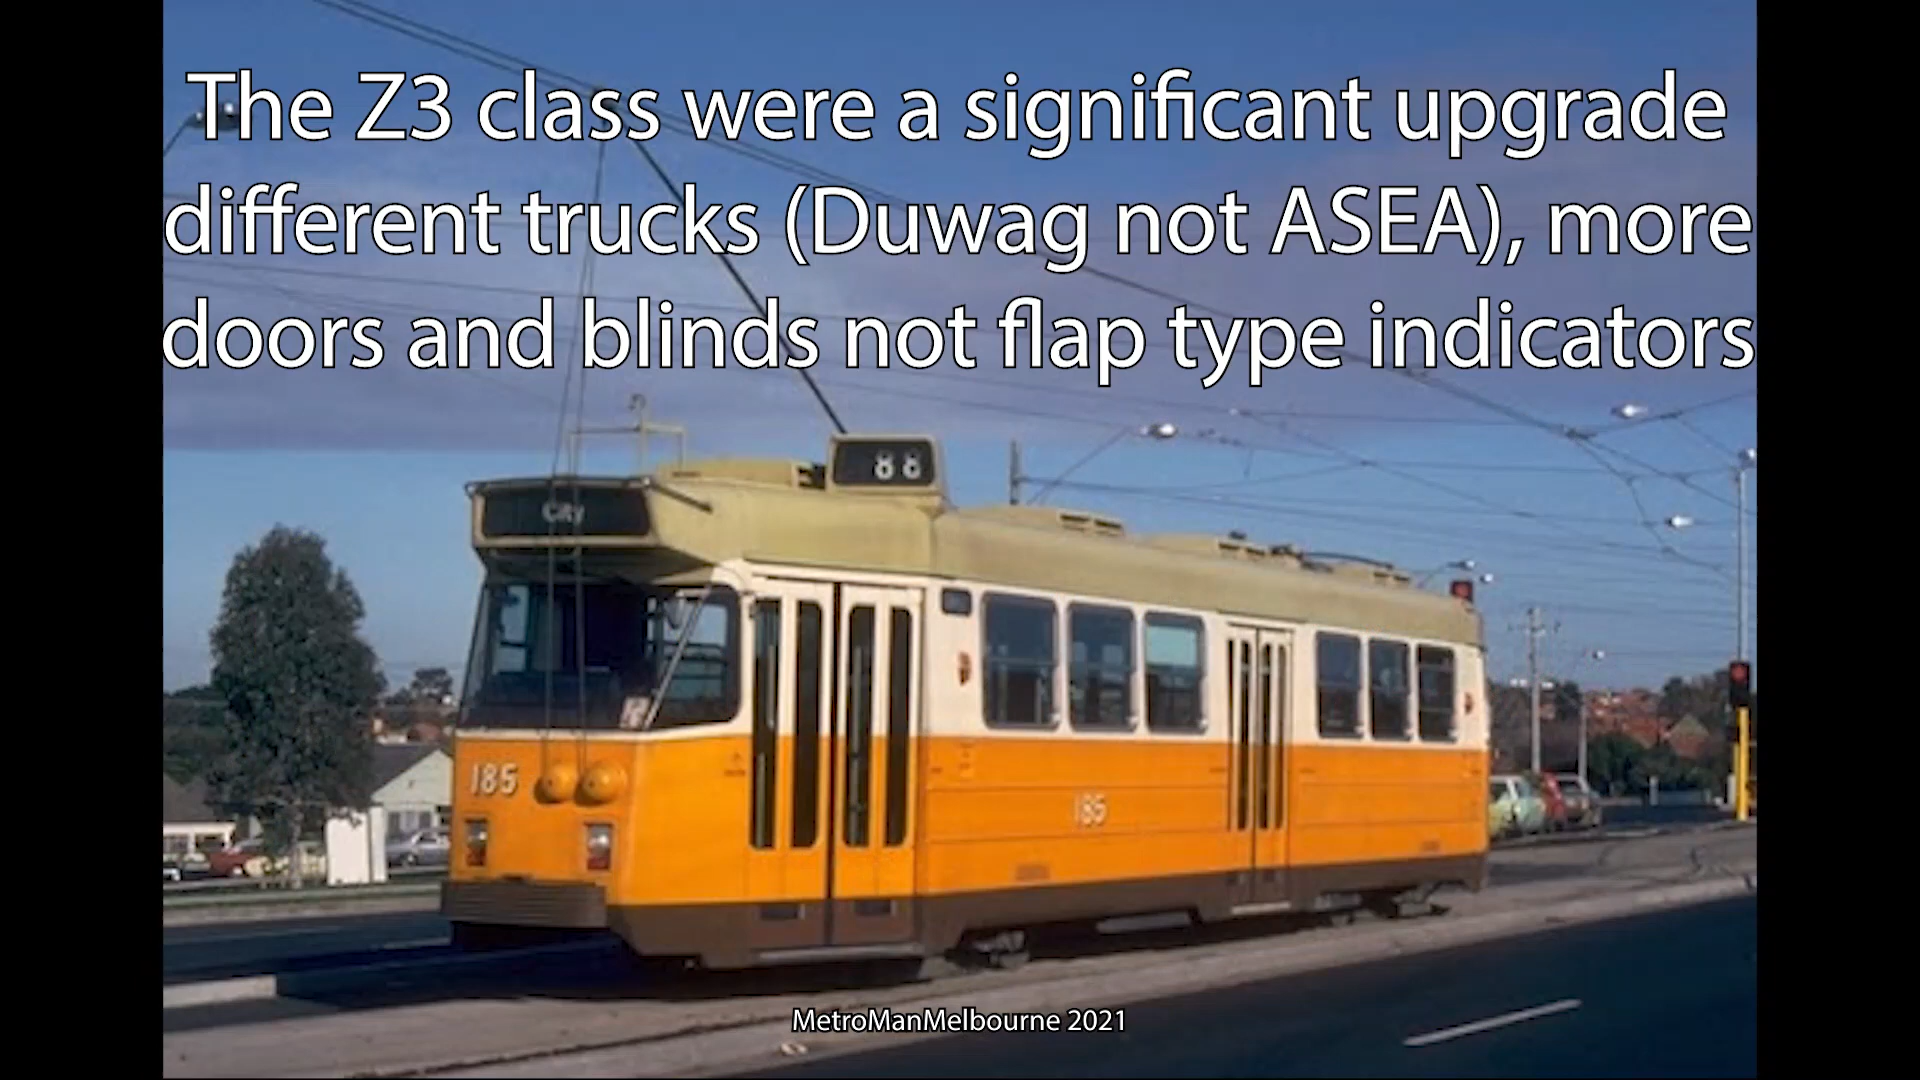 The Z3 class were a significant upgrade
different trucks (Duwag not ASEA), more
doors and blinds not flap type indicators
88
City
185
185
MetroManMelbourne 2021